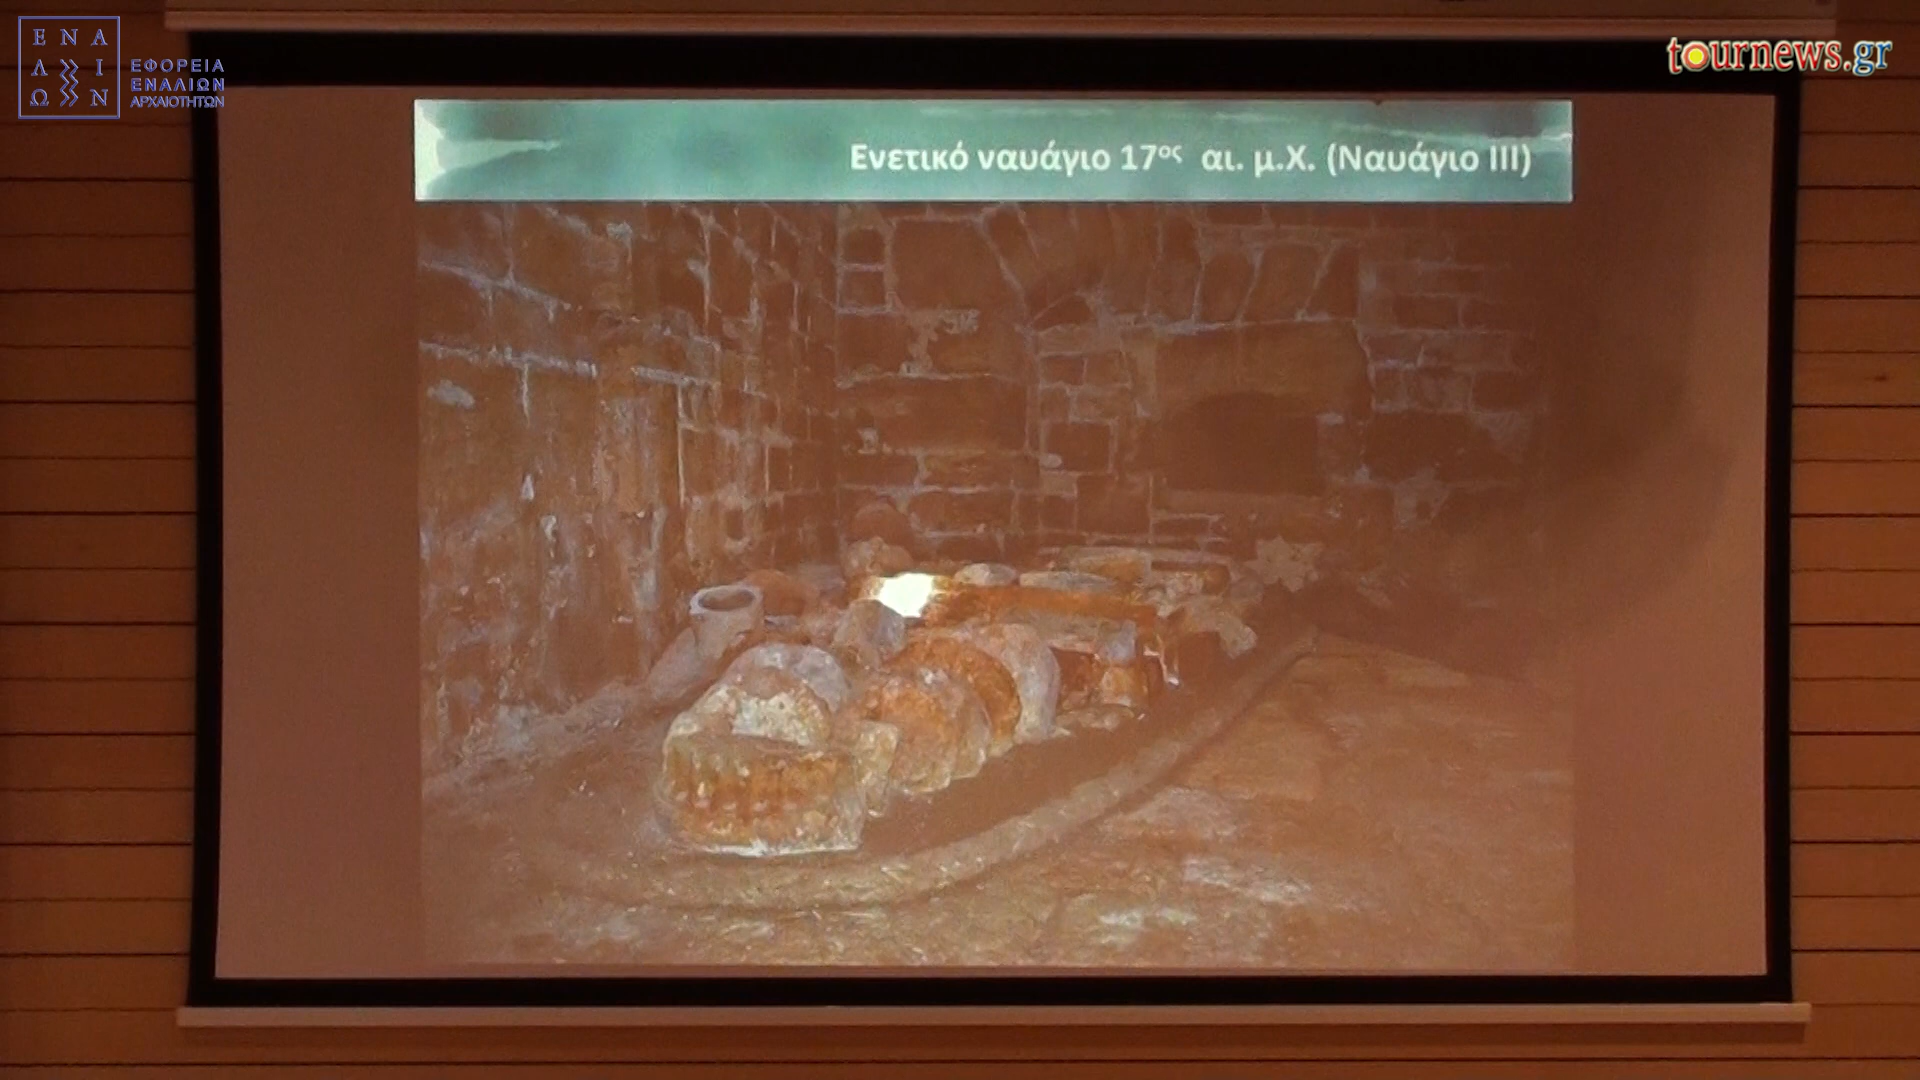 ΕΝΑ
ΛΙ
ΩΝ
ΕΦΟΡΕΙΑ
ΕΝΑΛΙΩΝ
ΑΡΧΑΙΟΤΗΤΩΝ
tournews.gr
Ενετικό ναυάγιο 17ος αι. μ.Χ. (Ναυάγιο ΙΙΙ)